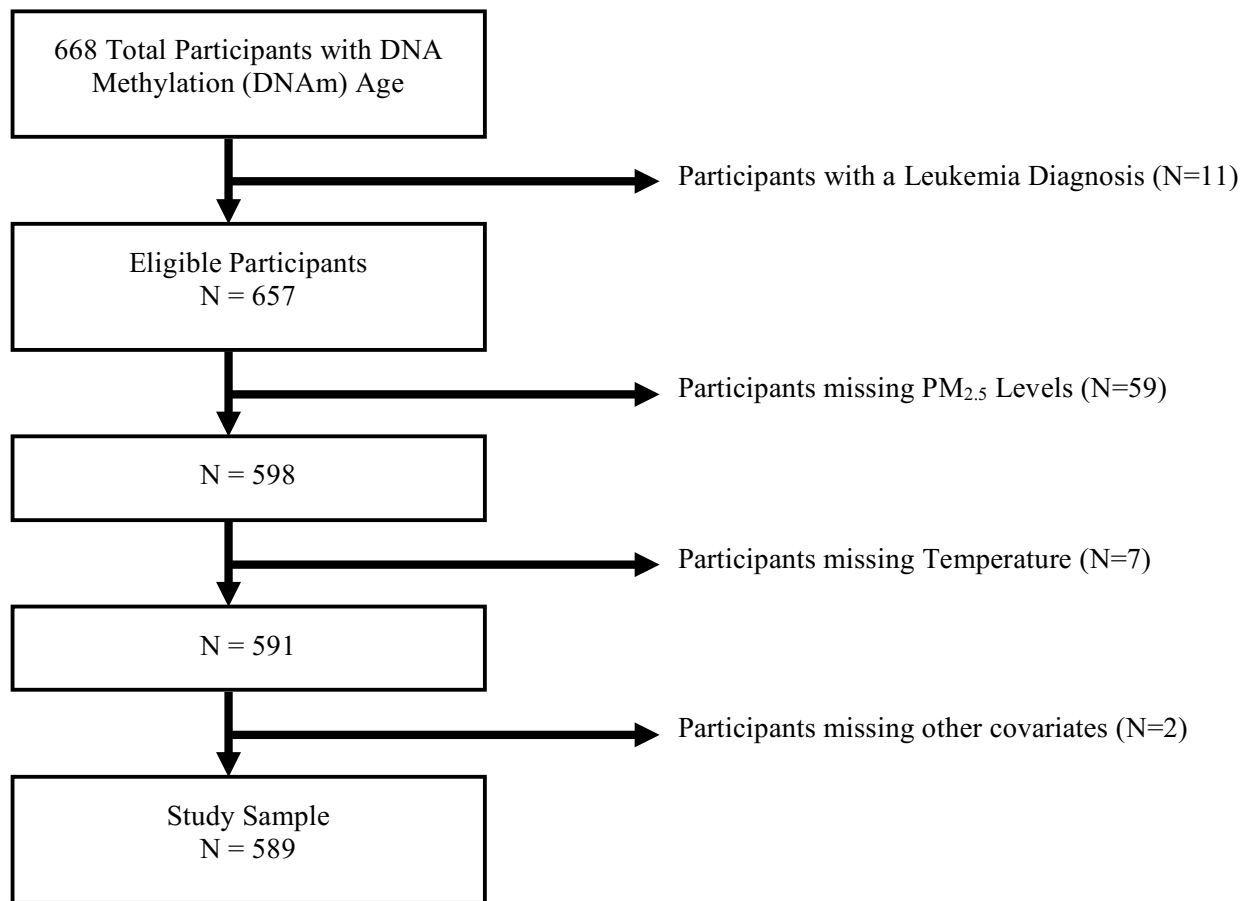 668 Total Participants with DNA
Methylation (DNAm) Age
Participants with a Leukemia Diagnosis (N=11)
Eligible Participants
N = 657
Participants missing PM2.5 Levels (N=59)
N = 598
Participants missing Temperature (N=7)
N = 591
Participants missing other covariates (N=2)
Study Sample
N = 589